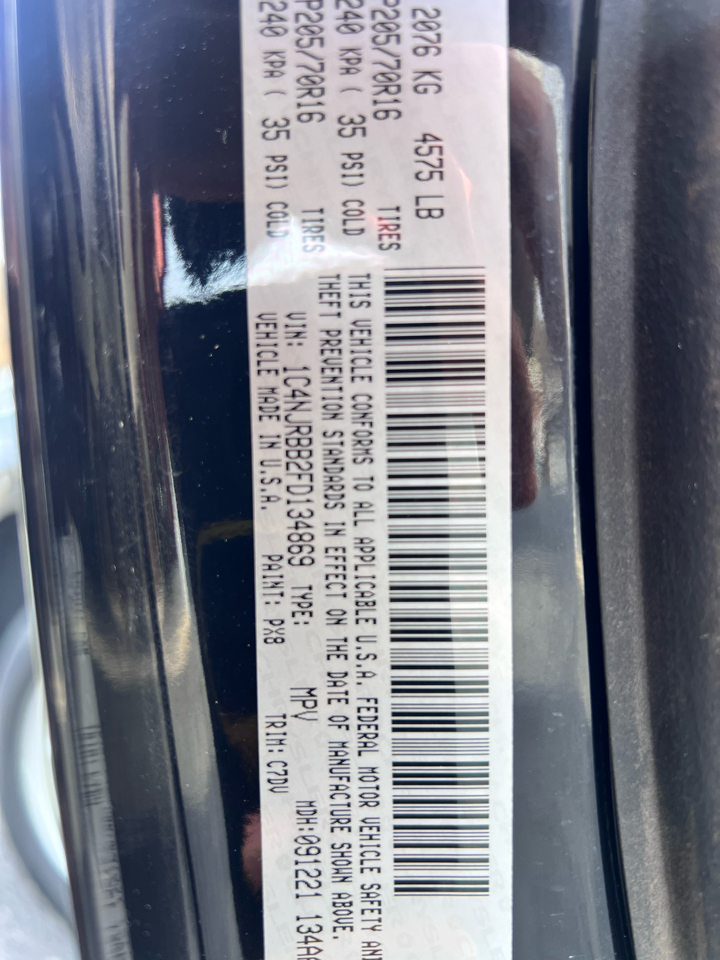 2076 KG 4575 LB
P205/70R16 TIRES
240 KPA ( 35 PSI) COLD
P205/70R16 TIRES
240 KPA ( 35 PSI) COLD
THIS VEHICLE CONFORMS TO ALL APPLICABLE U.S.A. FEDERAL MOTOR VEHICLE SAFETY AN
THEFT PREVENTION STANDARDS IN EFFECT ON THE DATE OF MANUFACTURE SHOWN ABOVE.
VIN: 1C4NJRBB2FD134869 TYPE: MPV MDH:091221 134A
VEHICLE MADE IN U.S.A. PAINT: PX8 TRIM: C7DV